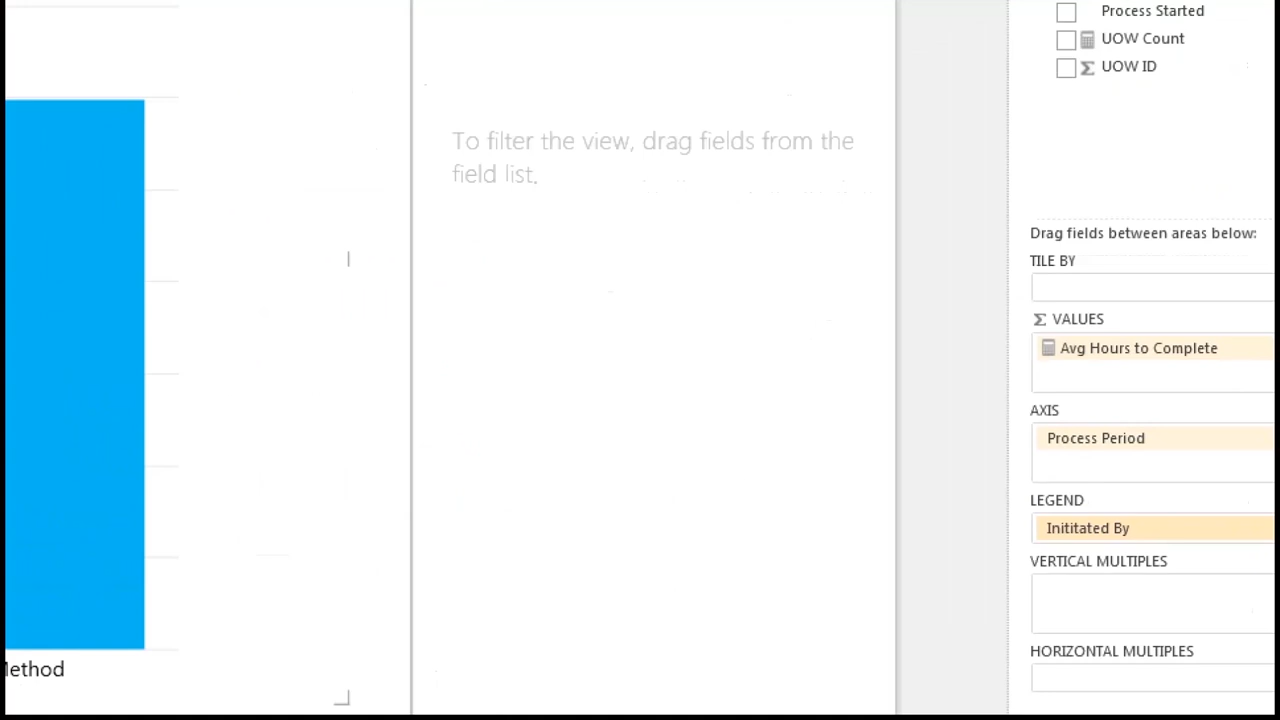 Process Started
UOW Count
UOW ID
To filter the view, drag fields from the
field list.
Drag fields between areas below:
TILE BY
Σ VALUES
Avg Hours to Complete
AXIS
Process Period
LEGEND
Inititated By
VERTICAL MULTIPLES
HORIZONTAL MULTIPLES